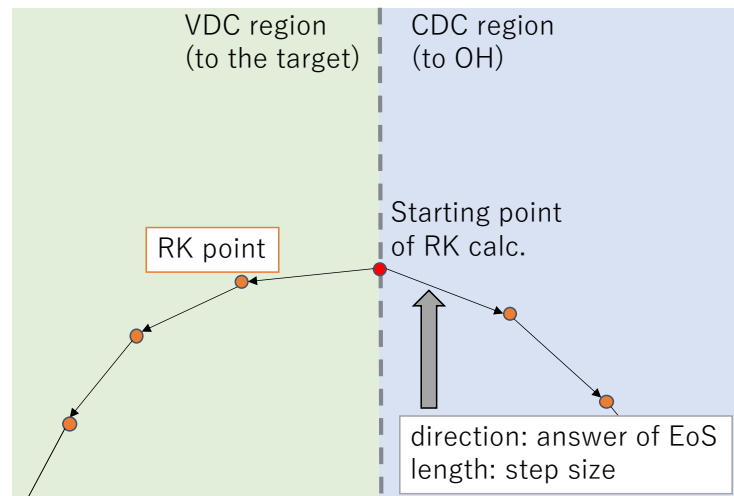 VDC region
(to the target)
CDC region
(to OH)
Starting point
of RK calc.
RK point
direction: answer of EoS
length: step size